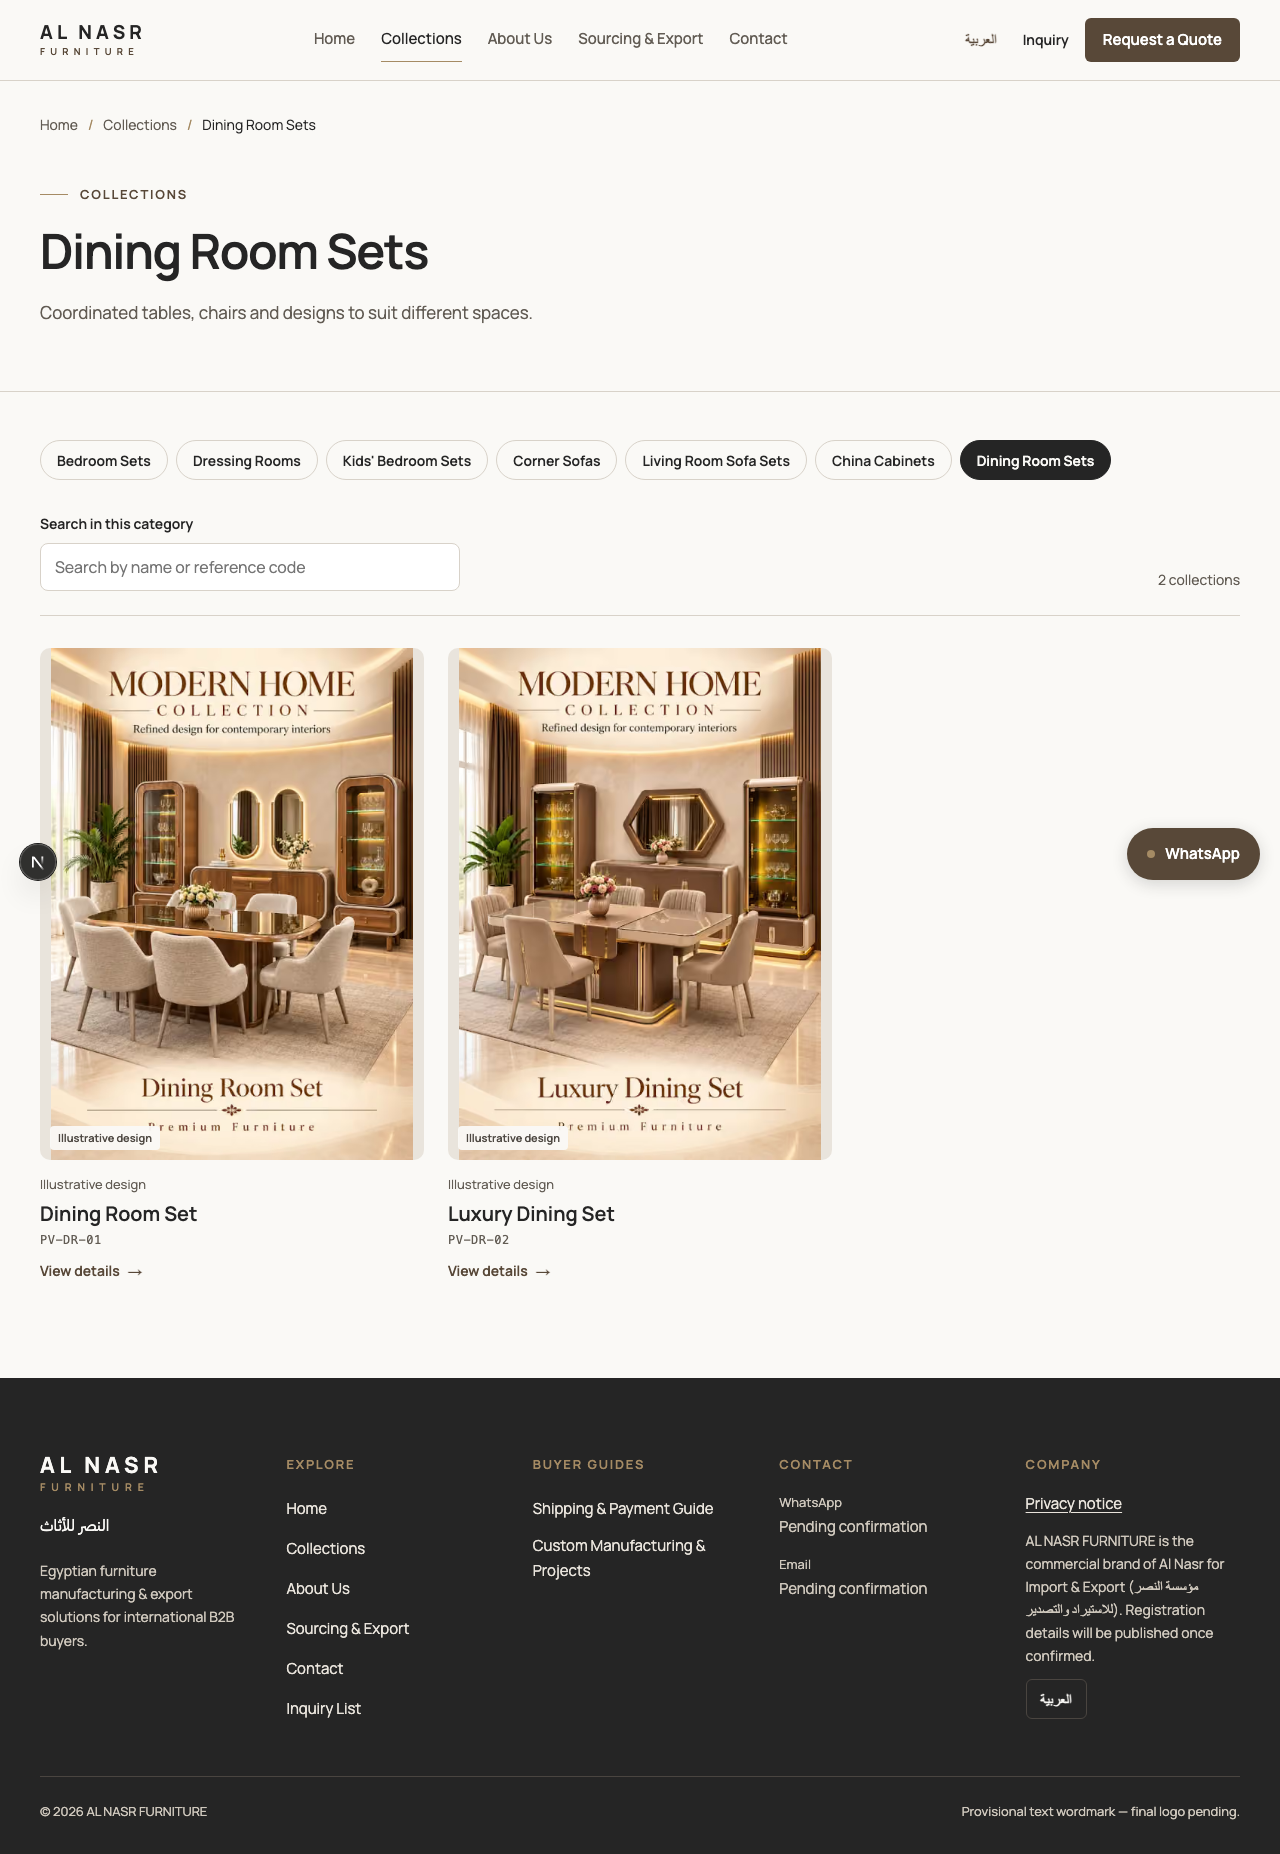 AL NASR
FURNITURE
Home
Collections
About Us
Sourcing & Export
Contact
العربية
Inquiry
Request a Quote
Home / Collections / Dining Room Sets
COLLECTIONS
Dining Room Sets
Coordinated tables, chairs and designs to suit different spaces.
Bedroom Sets
Dressing Rooms
Kids' Bedroom Sets
Corner Sofas
Living Room Sofa Sets
China Cabinets
Dining Room Sets
Search in this category
Search by name or reference code
2 collections
MODERN HOME
COLLECTION
Refined design for contemporary interiors
Dining Room Set
Premium Furniture
Illustrative design
Illustrative design
Dining Room Set
PV-DR-01
View details →
MODERN HOME
COLLECTION
Refined design for contemporary interiors
Luxury Dining Set
Premium Furniture
Illustrative design
Illustrative design
Luxury Dining Set
PV-DR-02
View details →
N
WhatsApp
AL NASR
FURNITURE
النصر للأثاث
Egyptian furniture
manufacturing & export
solutions for international B2B
buyers.
EXPLORE
Home
Collections
About Us
Sourcing & Export
Contact
Inquiry List
BUYER GUIDES
Shipping & Payment Guide
Custom Manufacturing &
Projects
CONTACT
WhatsApp
Pending confirmation
Email
Pending confirmation
COMPANY
Privacy notice
AL NASR FURNITURE is the
commercial brand of Al Nasr for
Import & Export (مؤسسة النصر
للاستيراد والتصدير). Registration
details will be published once
confirmed.
العربية
© 2026 AL NASR FURNITURE
Provisional text wordmark — final logo pending.